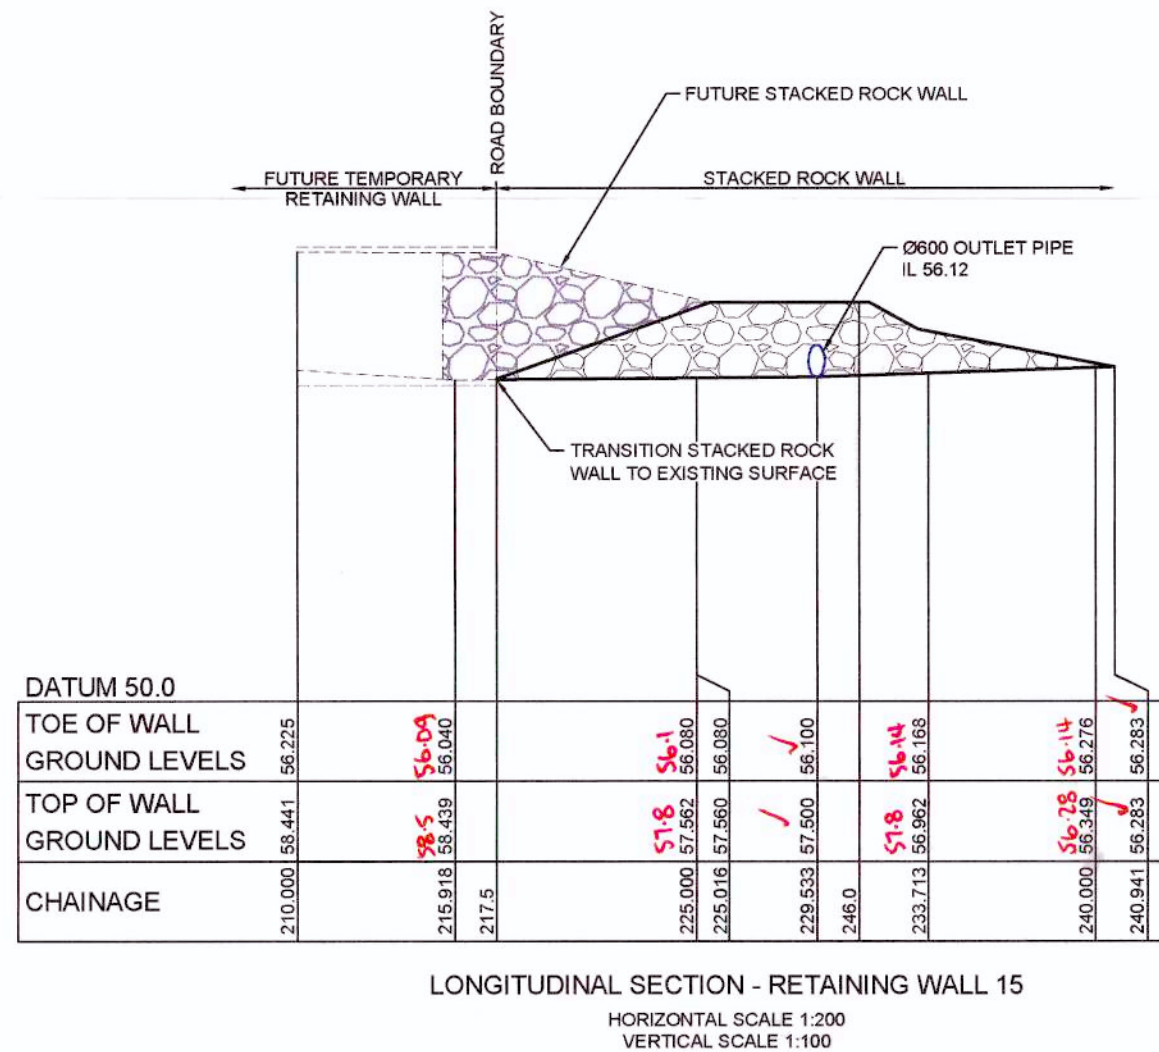 ROAD BOUNDARY
FUTURE STACKED ROCK WALL
FUTURE TEMPORARY
RETAINING WALL
STACKED ROCK WALL
Ø600 OUTLET PIPE
IL 56.12
TRANSITION STACKED ROCK
WALL TO EXISTING SURFACE
DATUM 50.0
TOE OF WALL
GROUND LEVELS
56.225 56.09 56.040 56.1 56.080 56.080 56.100 56.14 56.168 56.14 56.276 56.283
TOP OF WALL
GROUND LEVELS
58.441 58.5 58.439 57.8 57.562 57.560 57.500 57.8 56.962 56.28 56.349 56.283
CHAINAGE
210.000 215.918 217.5 225.000 225.016 229.533 246.0 233.713 240.000 240.941
LONGITUDINAL SECTION - RETAINING WALL 15
HORIZONTAL SCALE 1:200
VERTICAL SCALE 1:100